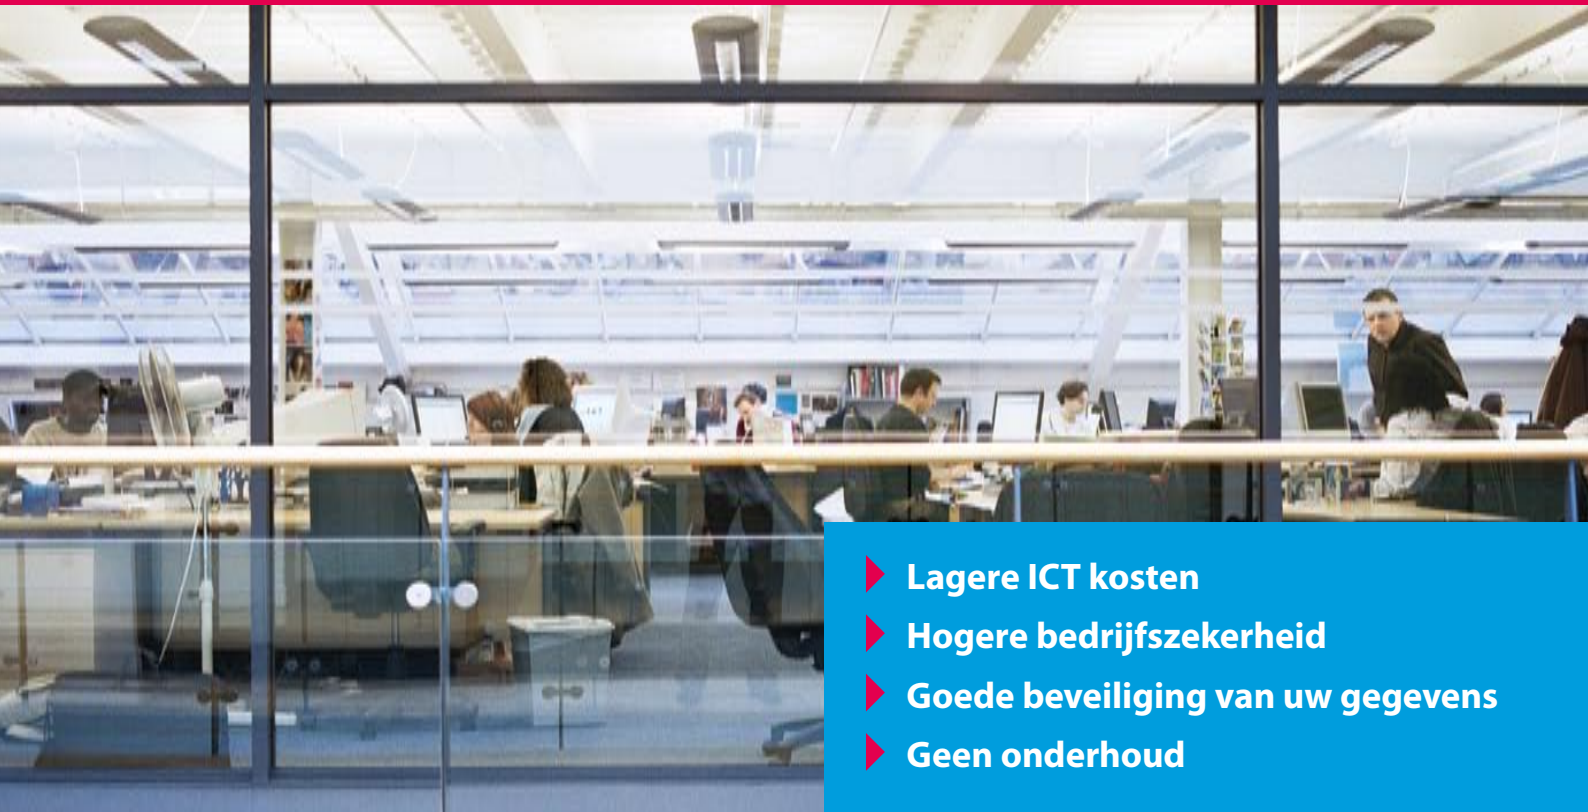 Lagere ICT kosten
Hogere bedrijfszekerheid
Goede beveiliging van uw gegevens
Geen onderhoud